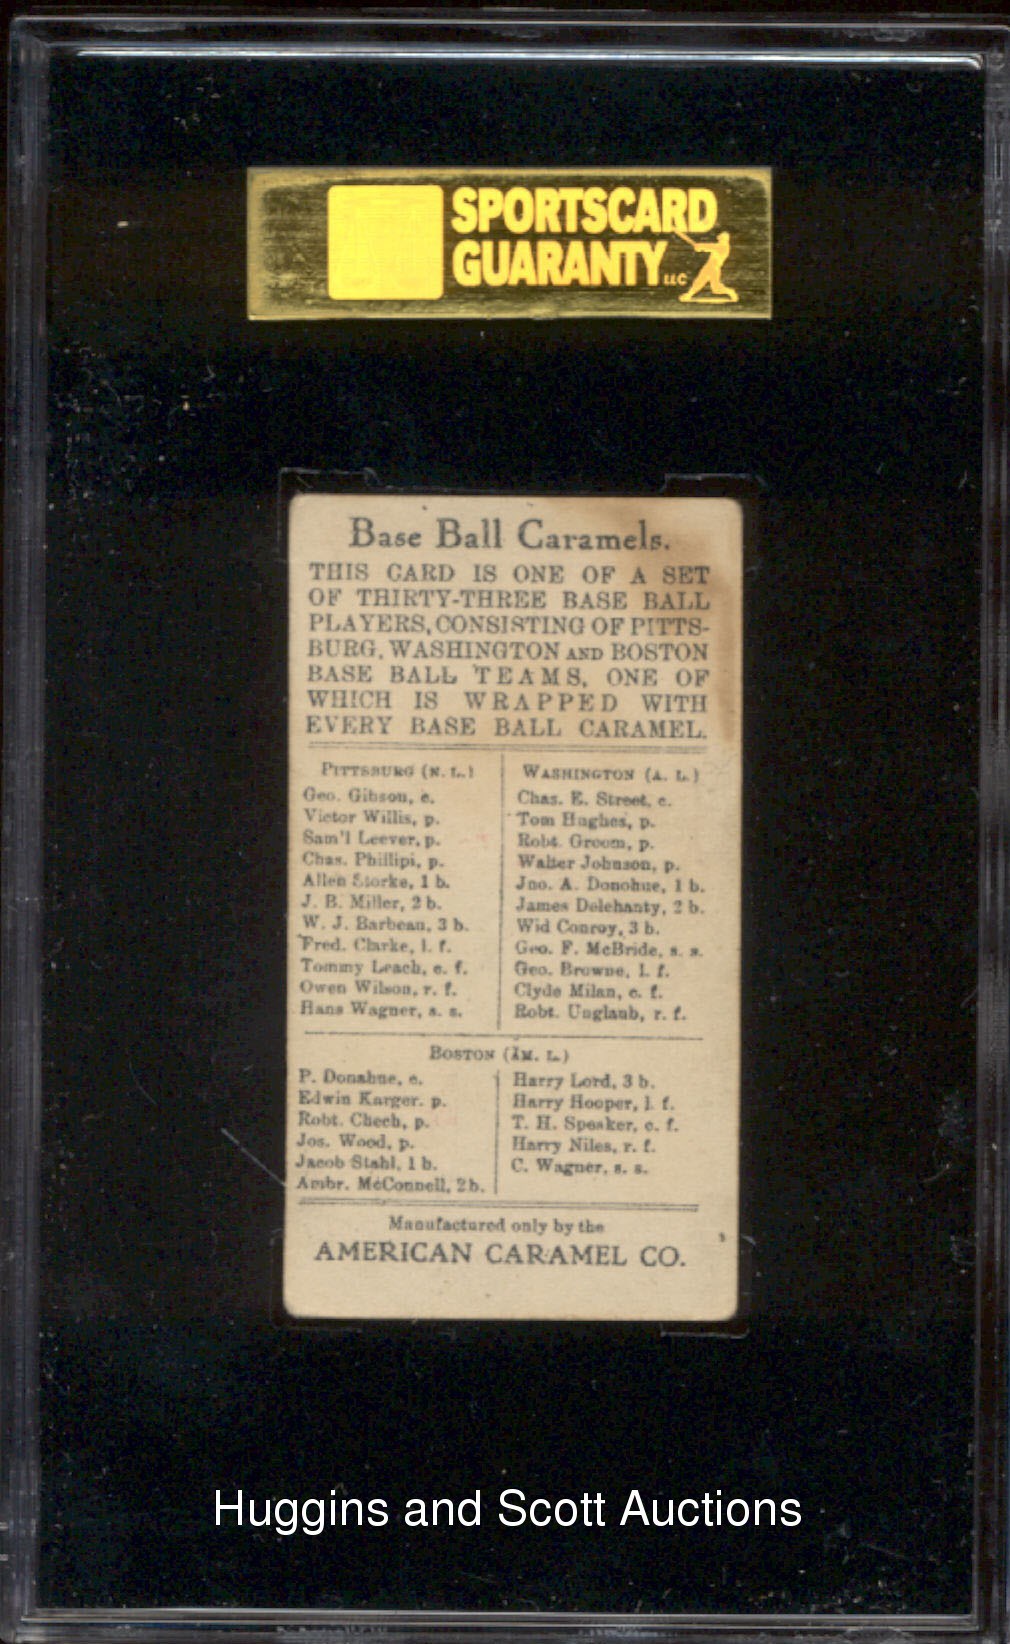 SPORTSCARD
GUARANTY LLC
Base Ball Caramels.
THIS CARD IS ONE OF A SET
OF THIRTY-THREE BASE BALL
PLAYERS, CONSISTING OF PITTS-
BURG, WASHINGTON AND BOSTON
BASE BALL TEAMS, ONE OF
WHICH IS WRAPPED WITH
EVERY BASE BALL CARAMEL.
PITTSBURG (N. L.)
Geo. Gibson, c.
Victor Willis, p.
Sam'l Leever, p.
Chas. Phillipi, p.
Allen Storke, 1 b.
J. B. Miller, 2 b.
W. J. Barbeau, 3 b.
Fred. Clarke, l. f.
Tommy Leach, c. f.
Owen Wilson, r. f.
Hans Wagner, s. s.
WASHINGTON (A. L.)
Chas. E. Street, c.
Tom Hughes, p.
Robt. Groom, p.
Walter Johnson, p.
Jno. A. Donohue, 1 b.
James Delehanty, 2 b.
Wid Conroy, 3 b.
Geo. F. McBride, s. s.
Geo. Browne, l. f.
Clyde Milan, c. f.
Robt. Unglaub, r. f.
BOSTON (AM. L.)
P. Donahue, c.
Edwin Karger. p.
Robt. Chech, p.
Jos. Wood, p.
Jacob Stahl, 1 b.
Ambr. McConnell, 2 b.
Harry Lord, 3 b.
Harry Hooper, l. f.
T. H. Speaker, c. f.
Harry Niles, r. f.
C. Wagner, s. s.
Manufactured only by the
AMERICAN CARAMEL CO.
Huggins and Scott Auctions